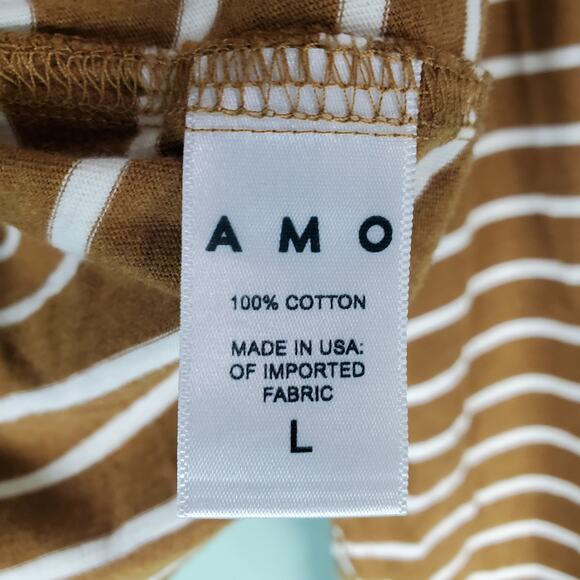 AMO
100% COTTON
MADE IN USA:
OF IMPORTED
FABRIC
L